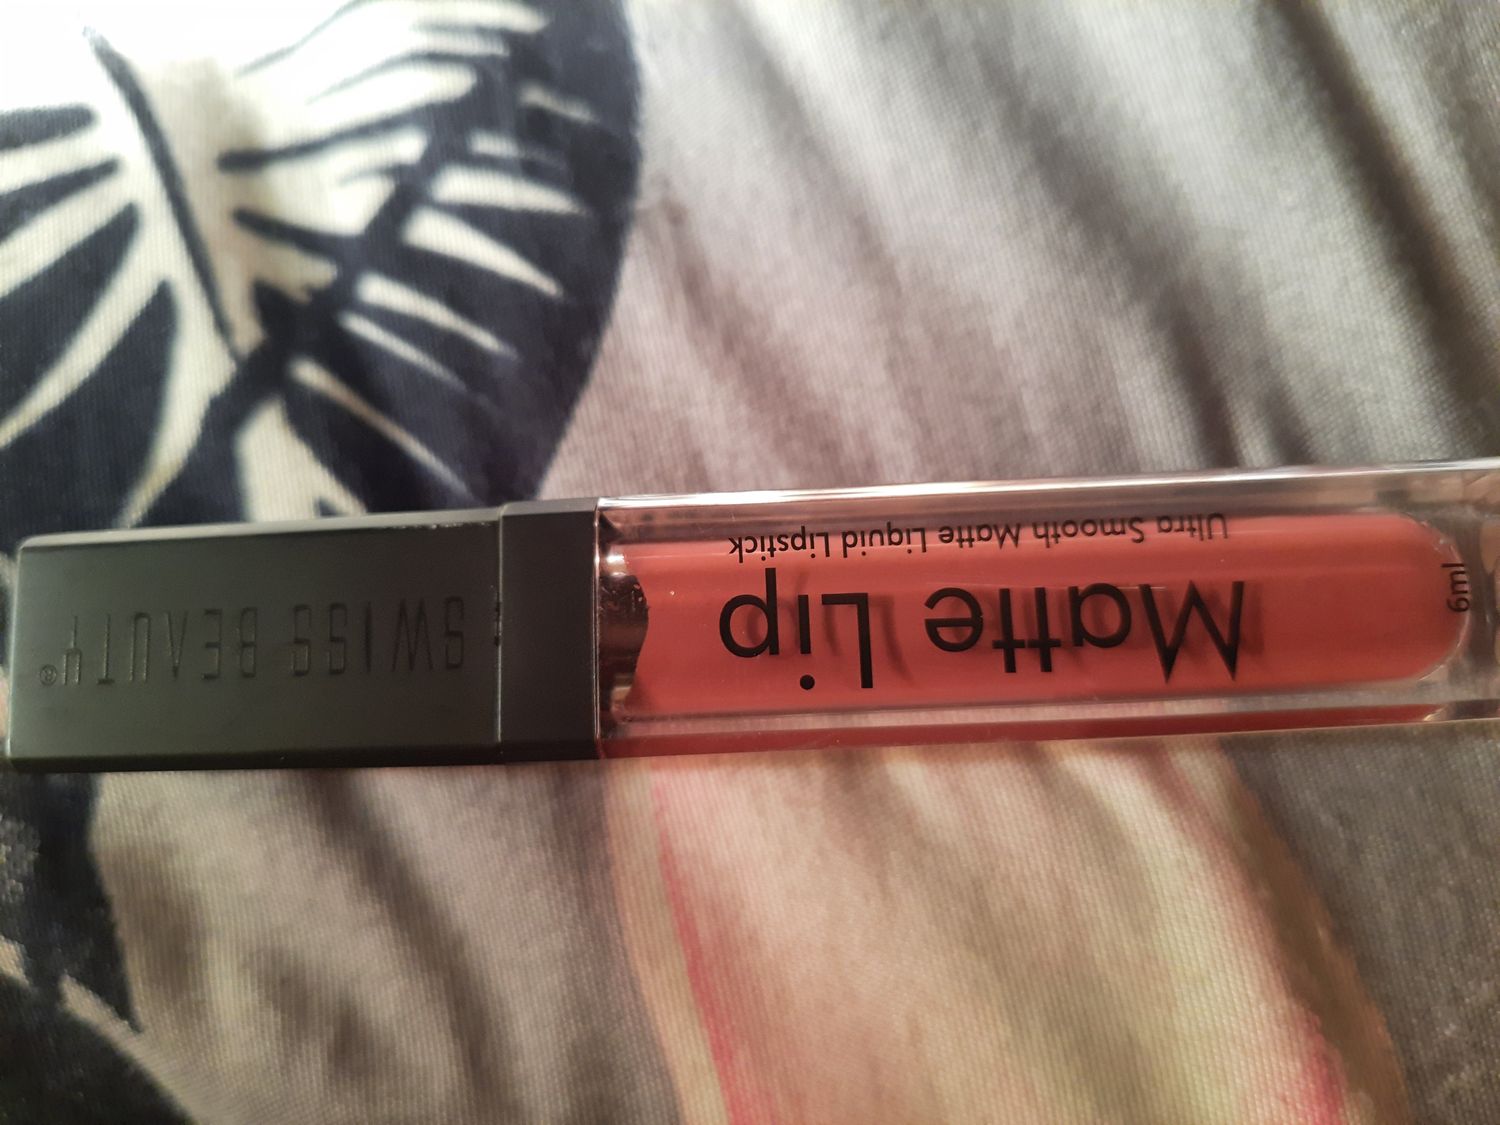 SWISS BEAUTY®
Matte Lip
Ultra Smooth Matte Liquid Lipstick
6ml